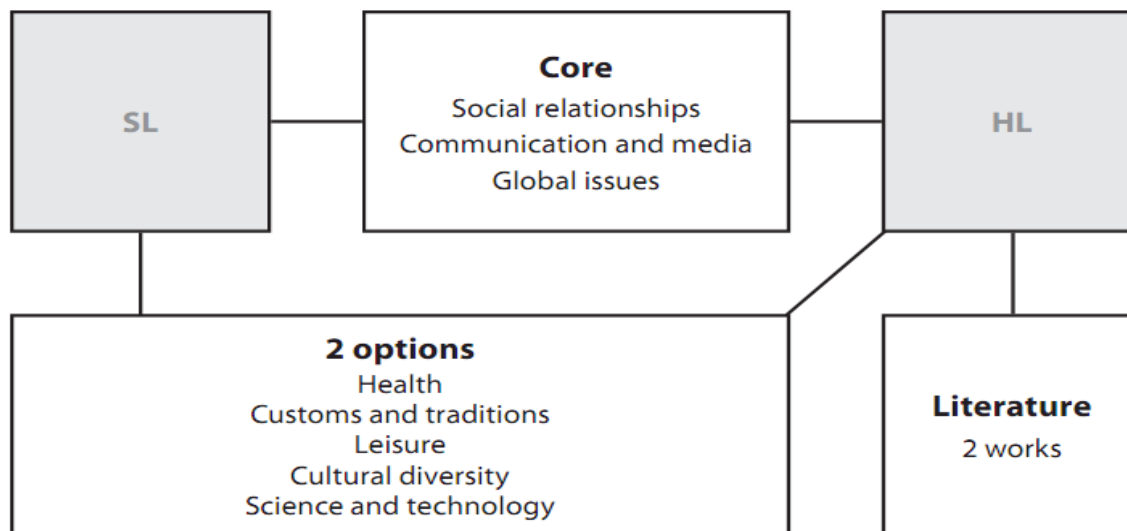 SL
Core
Social relationships
Communication and media
Global issues
HL
2 options
Health
Customs and traditions
Leisure
Cultural diversity
Science and technology
Literature
2 works